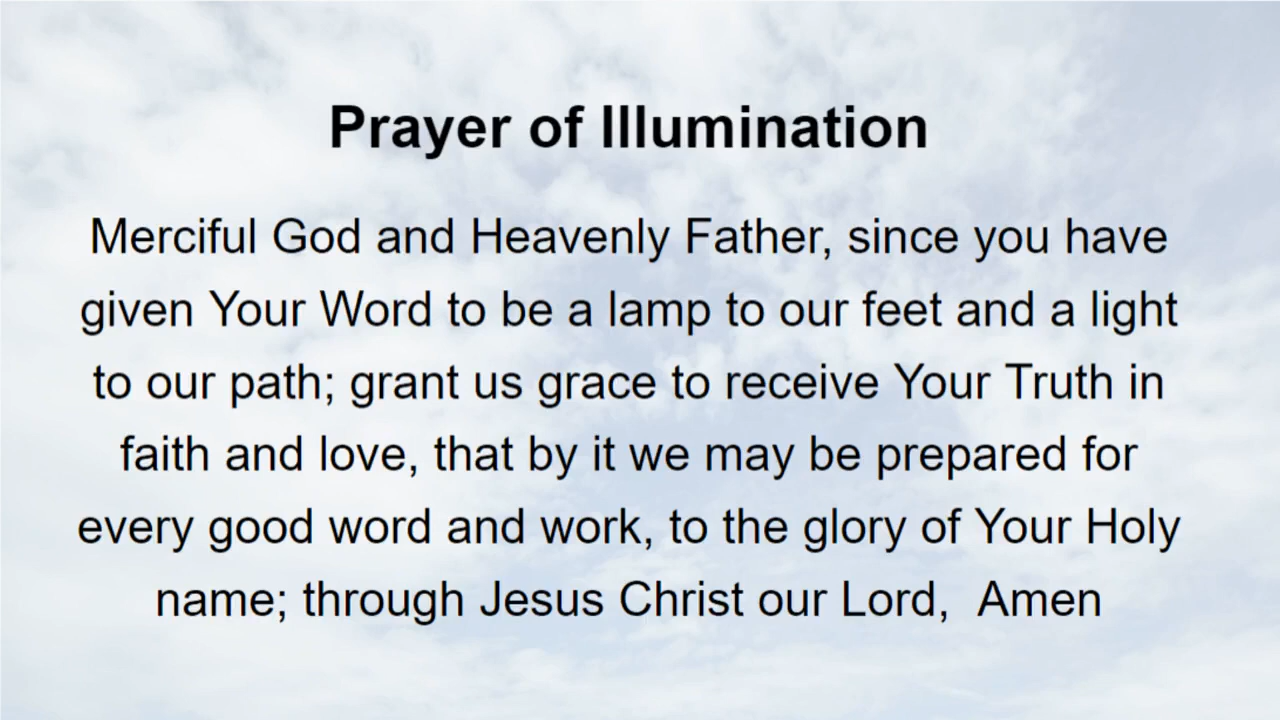 Prayer of Illumination
Merciful God and Heavenly Father, since you have
given Your Word to be a lamp to our feet and a light
to our path; grant us grace to receive Your Truth in
faith and love, that by it we may be prepared for
every good word and work, to the glory of Your Holy
name; through Jesus Christ our Lord,  Amen